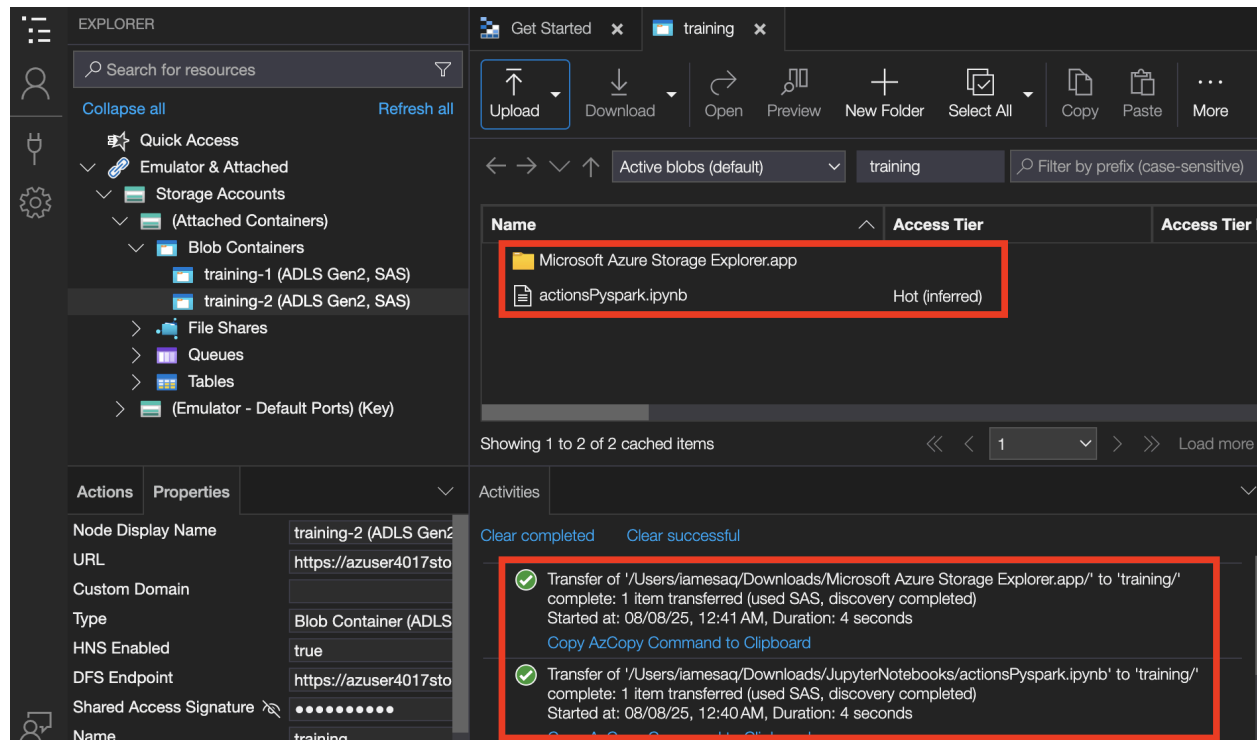 EXPLORER
Search for resources
Collapse all Refresh all
Quick Access
Emulator & Attached
Storage Accounts
(Attached Containers)
Blob Containers
training-1 (ADLS Gen2, SAS)
training-2 (ADLS Gen2, SAS)
File Shares
Queues
Tables
(Emulator - Default Ports) (Key)
Actions Properties
Node Display Name training-2 (ADLS Gen2
URL https://azuser4017sto
Custom Domain
Type Blob Container (ADLS
HNS Enabled true
DFS Endpoint https://azuser4017sto
Shared Access Signature ●●●●●●●●●●
Name training
Get Started training
Upload Download Open Preview New Folder Select All Copy Paste More
Active blobs (default) training Filter by prefix (case-sensitive)
Name Access Tier Access Tier
Microsoft Azure Storage Explorer.app
actionsPyspark.ipynb Hot (inferred)
Showing 1 to 2 of 2 cached items 1 Load more
Activities
Clear completed Clear successful
Transfer of '/Users/iamesaq/Downloads/Microsoft Azure Storage Explorer.app/' to 'training/'
complete: 1 item transferred (used SAS, discovery completed)
Started at: 08/08/25, 12:41 AM, Duration: 4 seconds
Copy AzCopy Command to Clipboard
Transfer of '/Users/iamesaq/Downloads/JupyterNotebooks/actionsPyspark.ipynb' to 'training/'
complete: 1 item transferred (used SAS, discovery completed)
Started at: 08/08/25, 12:40 AM, Duration: 4 seconds